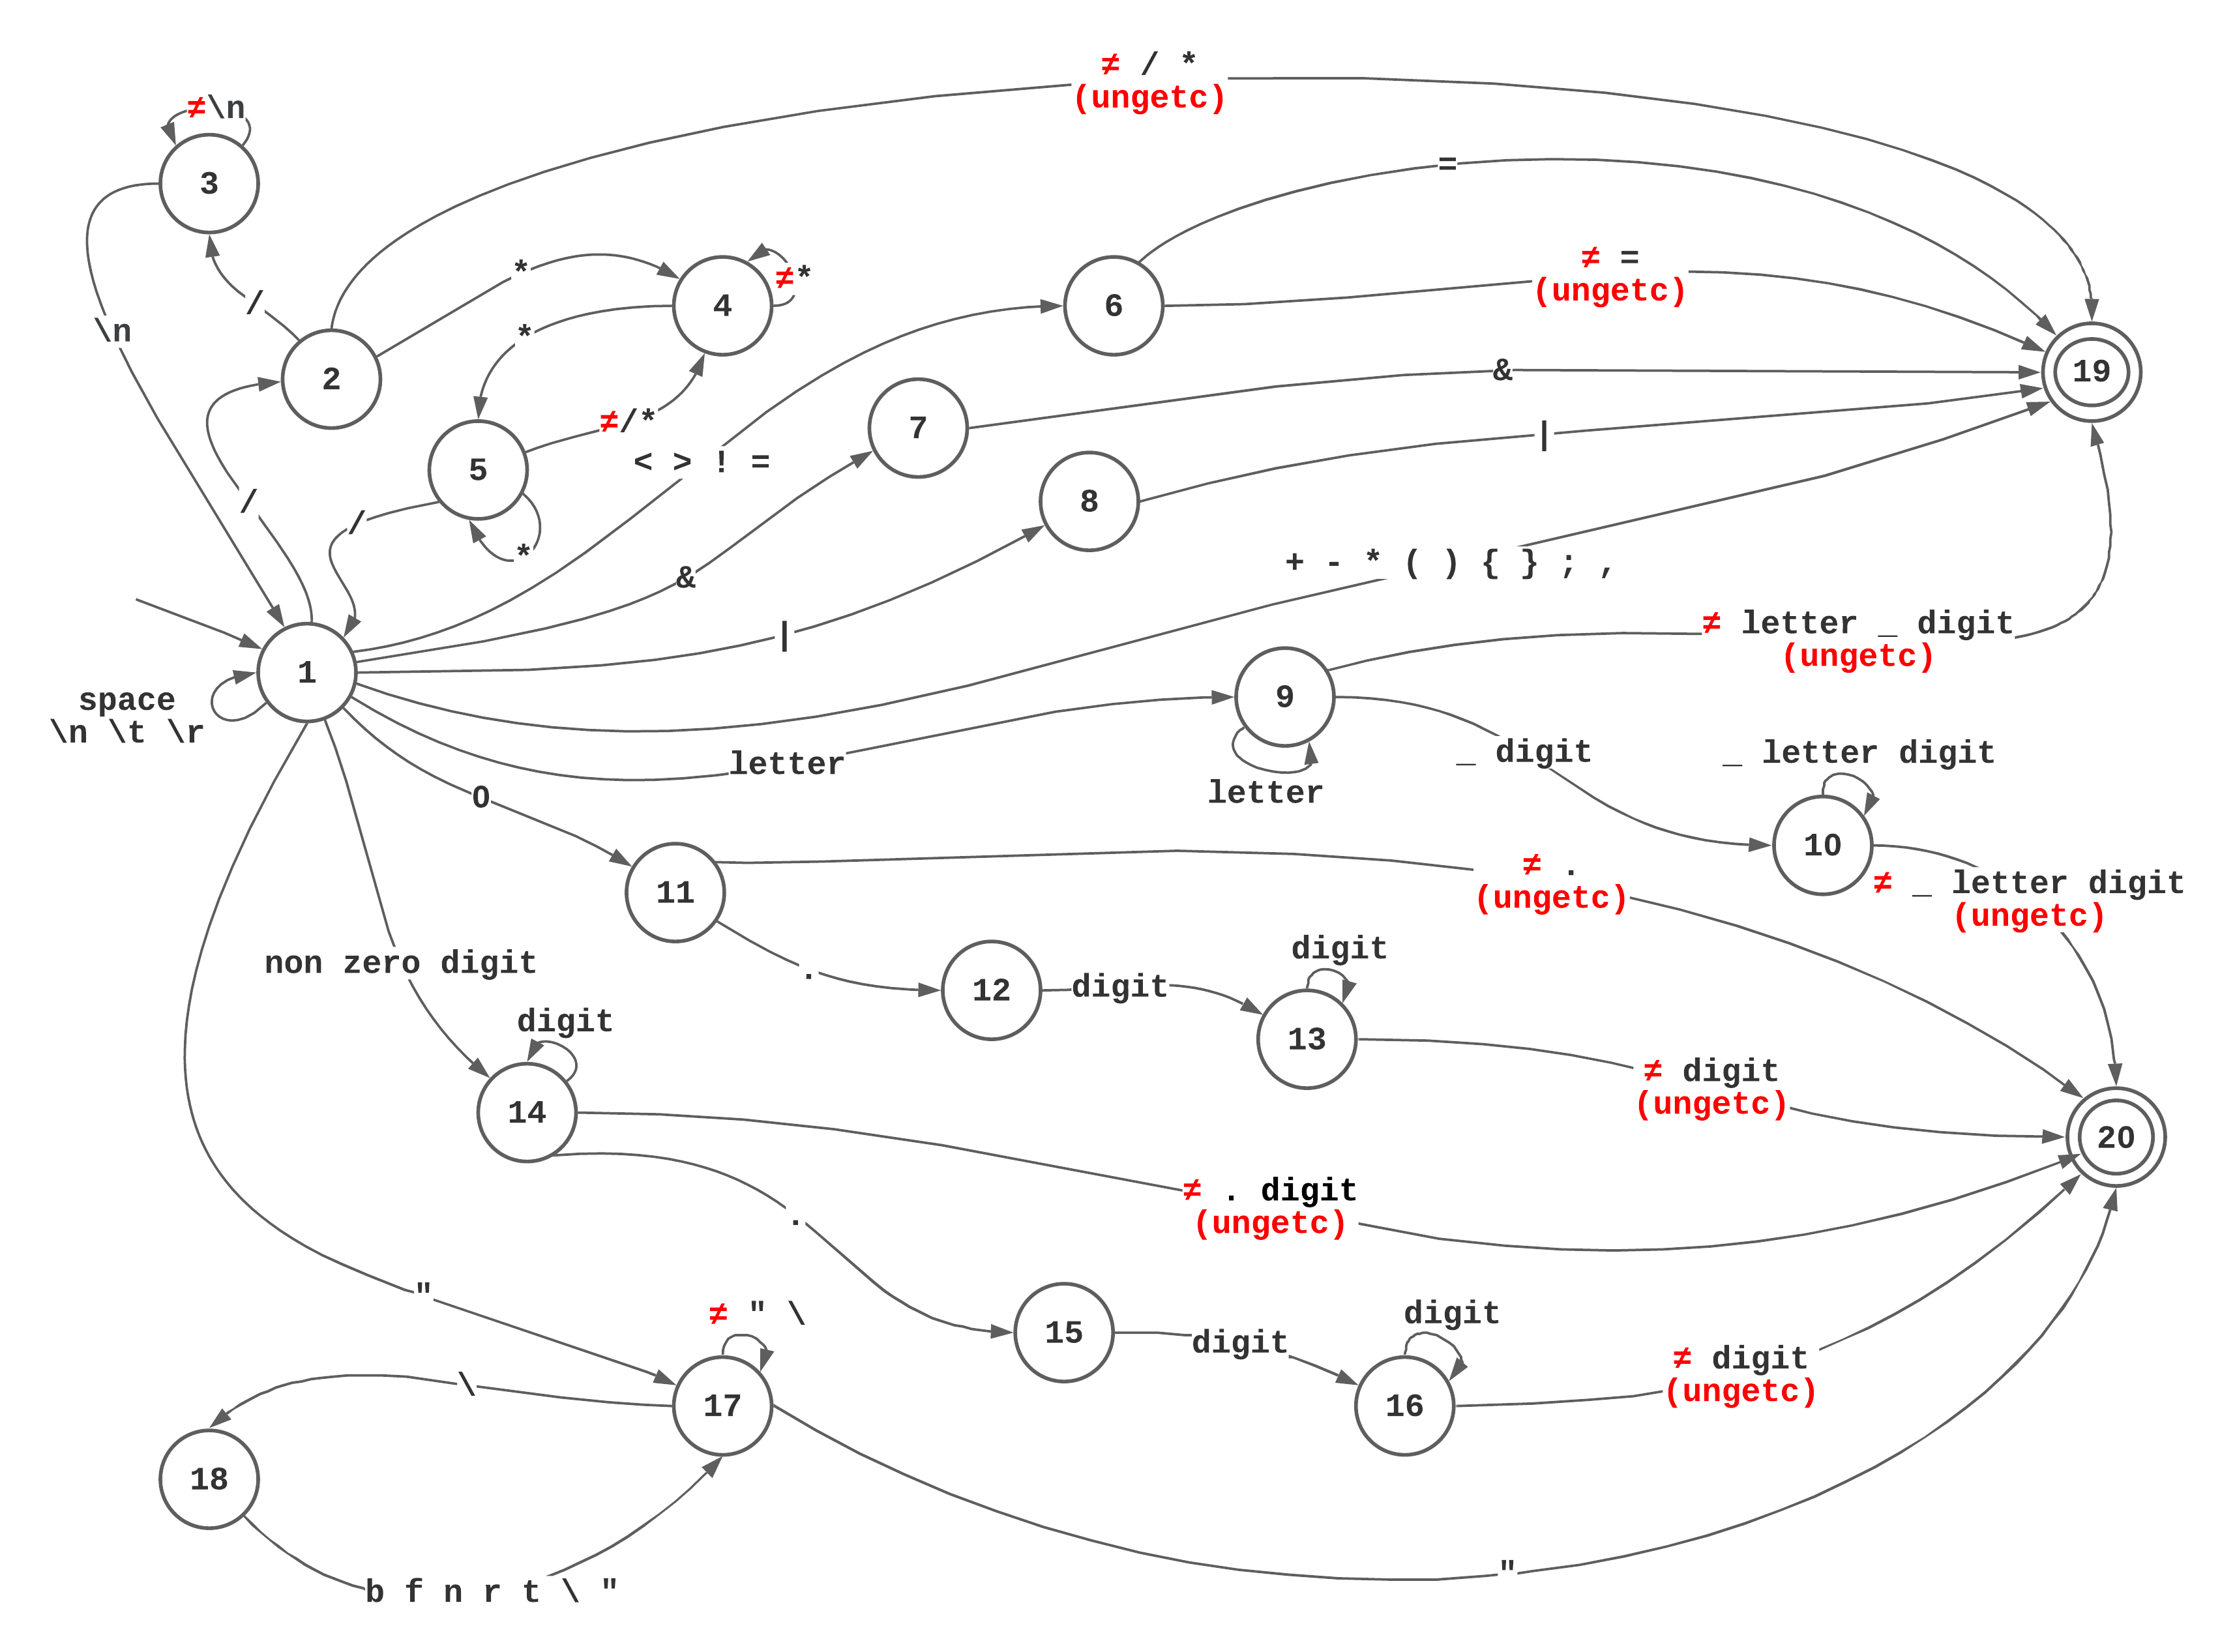 ≠ / *
(ungetc)
≠\n
3
=
≠ =
(ungetc)
*
4
≠*
6
/
\n
*
2
19
&
≠/*
7
|
< > ! =
5
8
/
/
*
&
+ - * ( ) { } ; ,
|
≠ letter _ digit
(ungetc)
1
9
space
\n \t \r
_ digit
_ letter digit
letter
letter
0
10
≠ .
(ungetc)
≠ _ letter digit
(ungetc)
11
non zero digit
.
digit
12
digit
digit
13
≠ digit
(ungetc)
14
20
≠ . digit
(ungetc)
.
"
≠ " \
digit
15
digit
≠ digit
(ungetc)
\
17
16
18
"
b f n r t \ "